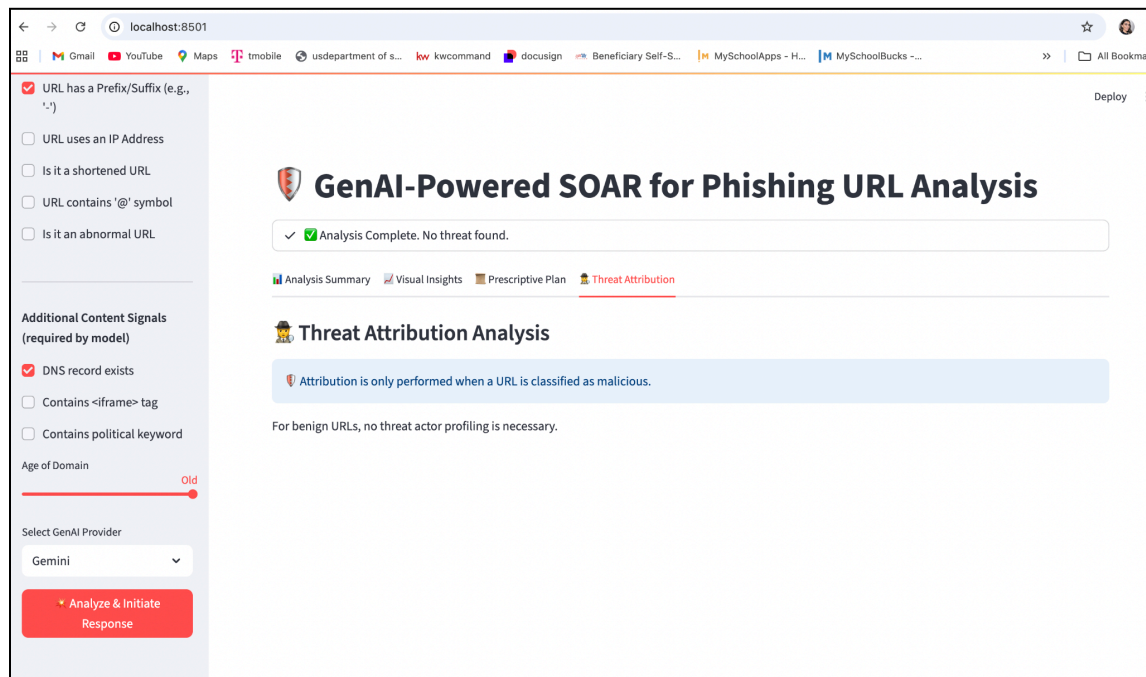 localhost:8501
Gmail YouTube Maps tmobile usdepartment of s... kw kwcommand docusign Beneficiary Self-S... MySchoolApps - H... MySchoolBucks -... » All Bookma
URL has a Prefix/Suffix (e.g.,
'-')
URL uses an IP Address
Is it a shortened URL
URL contains '@' symbol
Is it an abnormal URL
Additional Content Signals
(required by model)
DNS record exists
Contains <iframe> tag
Contains political keyword
Age of Domain
Old
Select GenAI Provider
Gemini
Analyze & Initiate
Response
Deploy
GenAI-Powered SOAR for Phishing URL Analysis
Analysis Complete. No threat found.
Analysis Summary Visual Insights Prescriptive Plan Threat Attribution
Threat Attribution Analysis
Attribution is only performed when a URL is classified as malicious.
For benign URLs, no threat actor profiling is necessary.